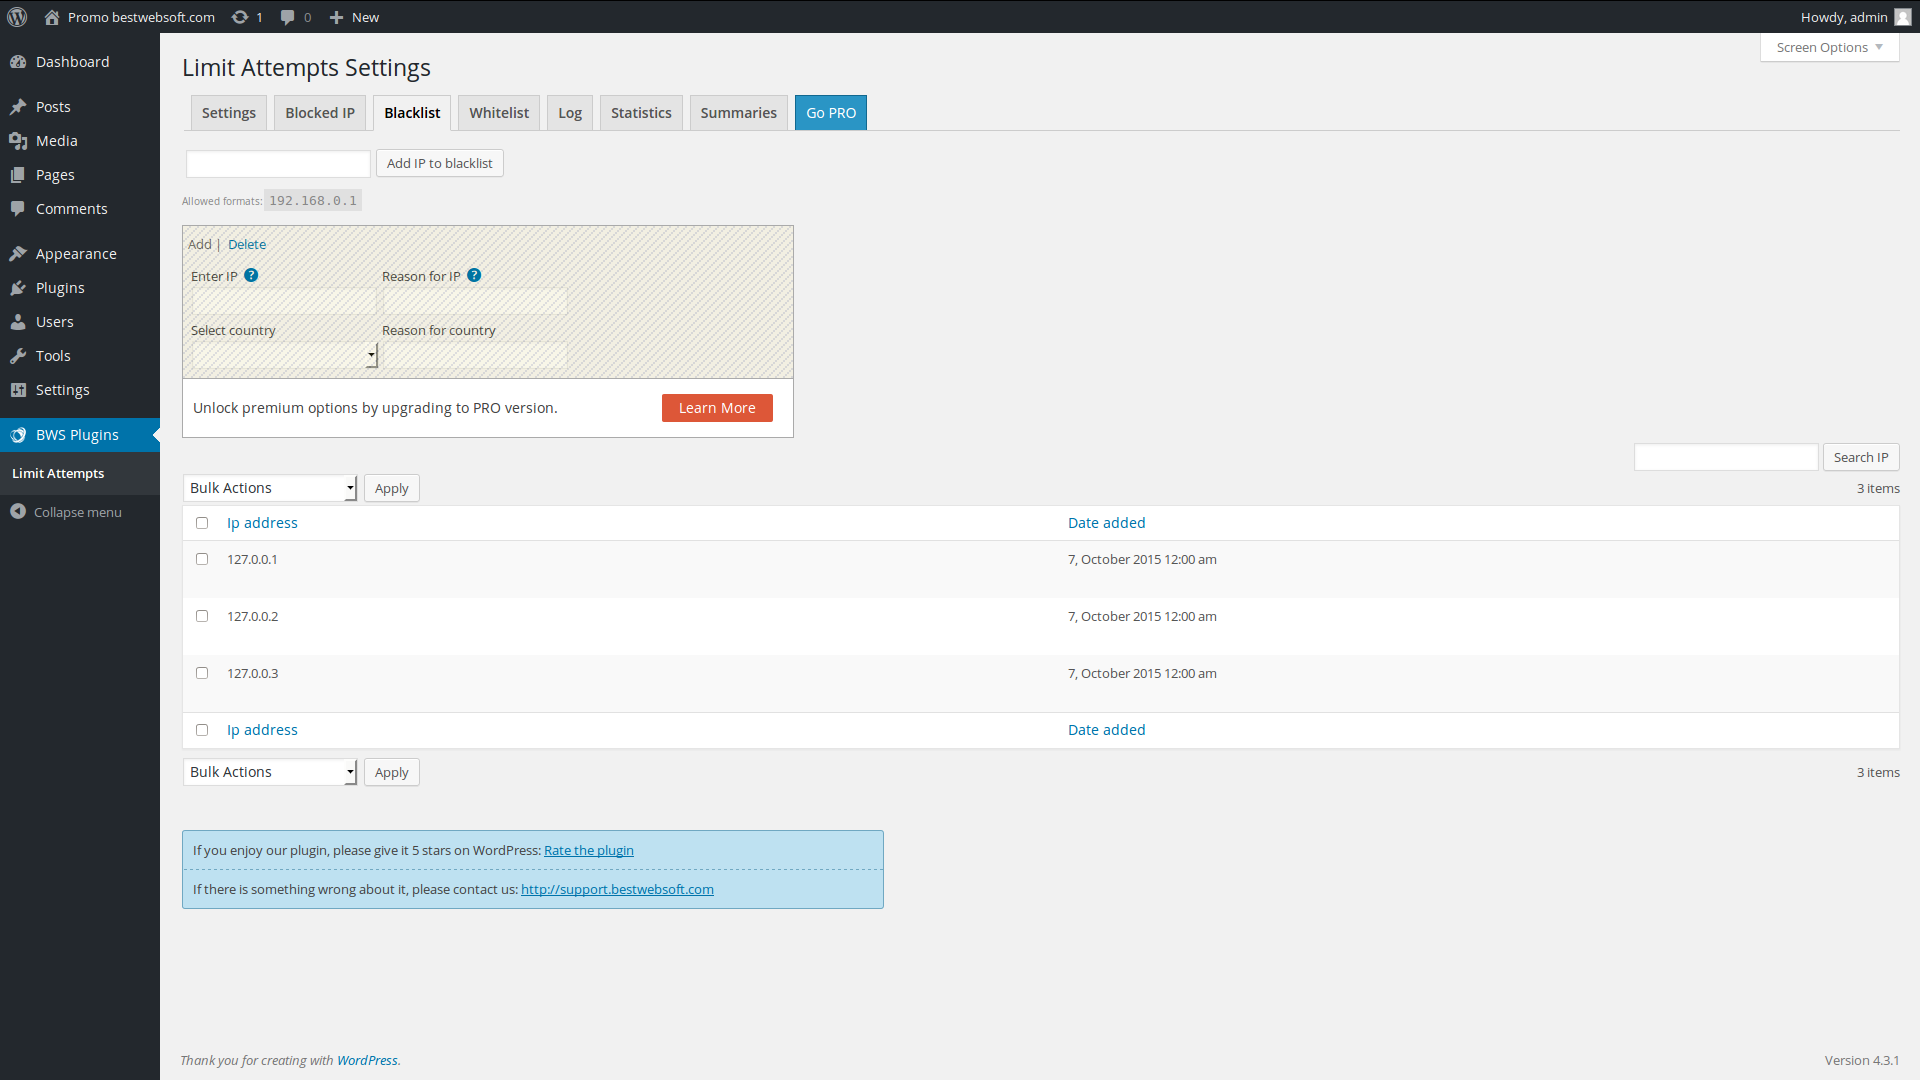 Promo bestwebsoft.com 1 0 New Howdy, admin
Screen Options
Dashboard
Posts
Media
Pages
Comments
Appearance
Plugins
Users
Tools
Settings
BWS Plugins
Limit Attempts
Collapse menu
Limit Attempts Settings
Settings Blocked IP Blacklist Whitelist Log Statistics Summaries Go PRO
Add IP to blacklist
Allowed formats: 192.168.0.1
Add | Delete
Enter IP ? Reason for IP ?
Select country Reason for country
Unlock premium options by upgrading to PRO version. Learn More
Search IP
Bulk Actions Apply 3 items
Ip address Date added
127.0.0.1 7, October 2015 12:00 am
127.0.0.2 7, October 2015 12:00 am
127.0.0.3 7, October 2015 12:00 am
Ip address Date added
Bulk Actions Apply 3 items
If you enjoy our plugin, please give it 5 stars on WordPress: Rate the plugin
If there is something wrong about it, please contact us: http://support.bestwebsoft.com
Thank you for creating with WordPress. Version 4.3.1